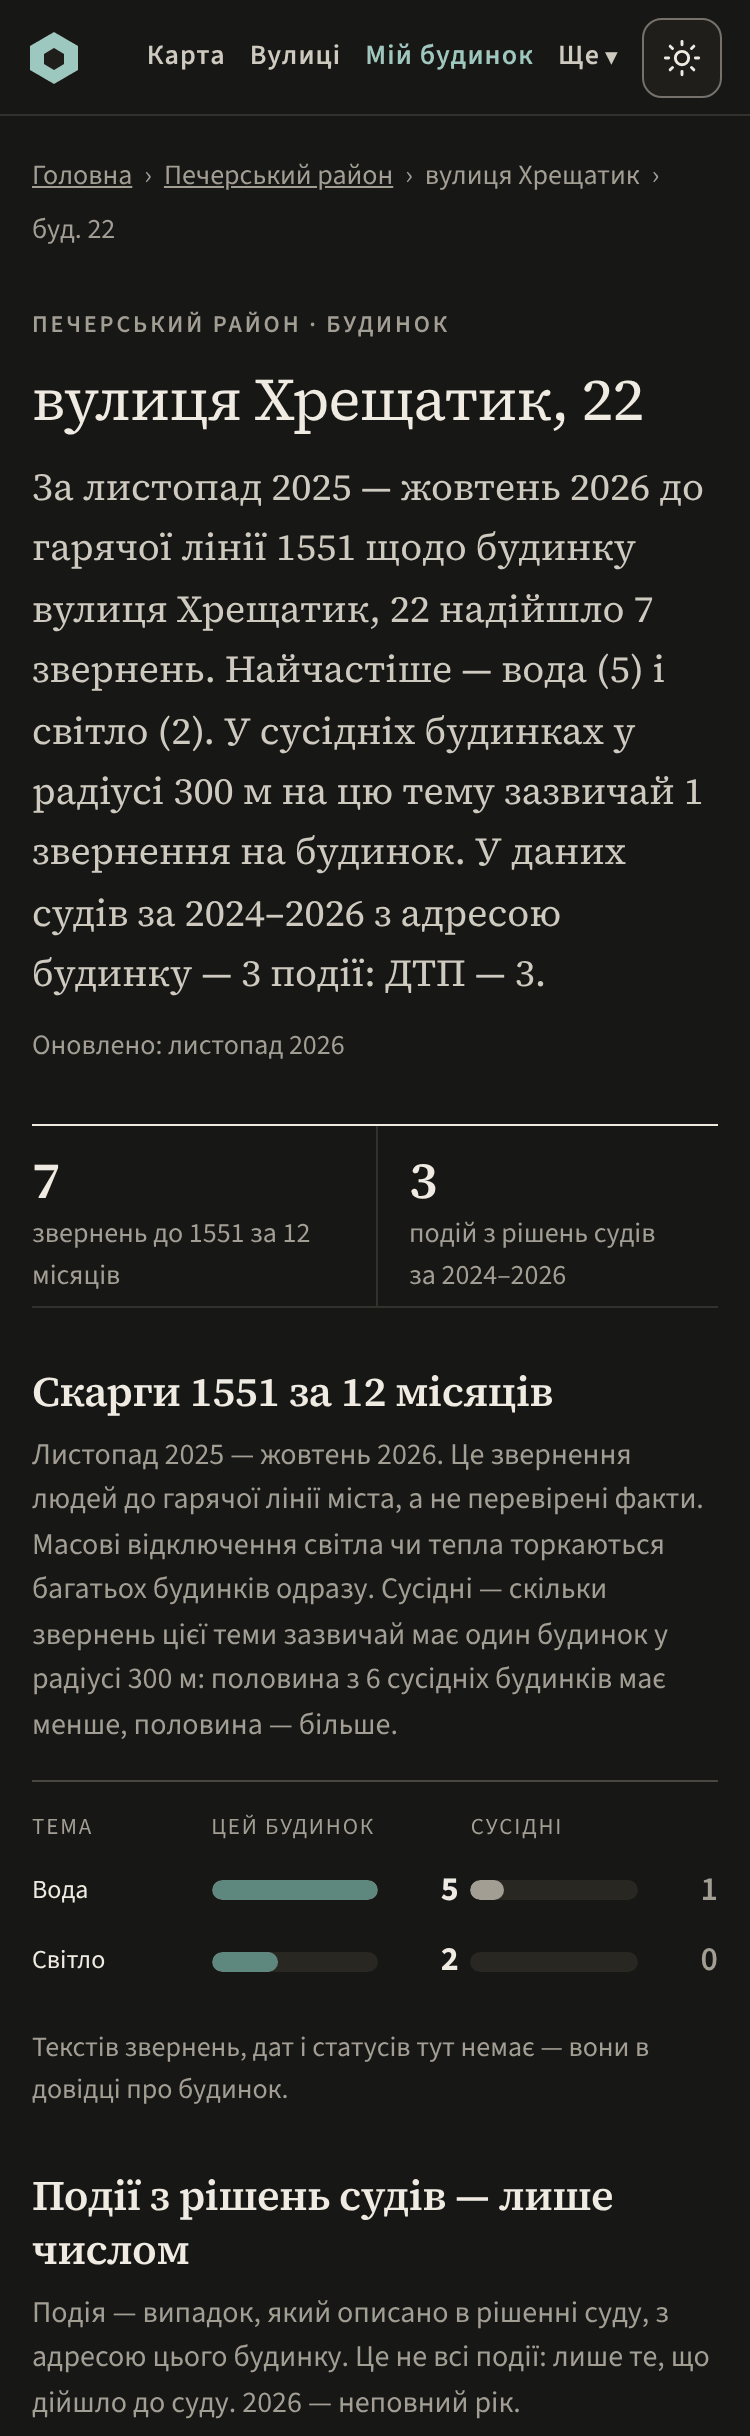 Карта Вулиці Мій будинок Ще ▾
Головна › Печерський район › вулиця Хрещатик ›
буд. 22
ПЕЧЕРСЬКИЙ РАЙОН · БУДИНОК
вулиця Хрещатик, 22
За листопад 2025 — жовтень 2026 до
гарячої лінії 1551 щодо будинку
вулиця Хрещатик, 22 надійшло 7
звернень. Найчастіше — вода (5) і
світло (2). У сусідніх будинках у
радіусі 300 м на цю тему зазвичай 1
звернення на будинок. У даних
судів за 2024–2026 з адресою
будинку — 3 події: ДТП — 3.
Оновлено: листопад 2026
7
звернень до 1551 за 12
місяців
3
подій з рішень судів
за 2024–2026
Скарги 1551 за 12 місяців
Листопад 2025 — жовтень 2026. Це звернення
людей до гарячої лінії міста, а не перевірені факти.
Масові відключення світла чи тепла торкаються
багатьох будинків одразу. Сусідні — скільки
звернень цієї теми зазвичай має один будинок у
радіусі 300 м: половина з 6 сусідніх будинків має
менше, половина — більше.
ТЕМА ЦЕЙ БУДИНОК СУСІДНІ
Вода 5 1
Світло 2 0
Текстів звернень, дат і статусів тут немає — вони в
довідці про будинок.
Події з рішень судів — лише
числом
Подія — випадок, який описано в рішенні суду, з
адресою цього будинку. Це не всі події: лише те, що
дійшло до суду. 2026 — неповний рік.